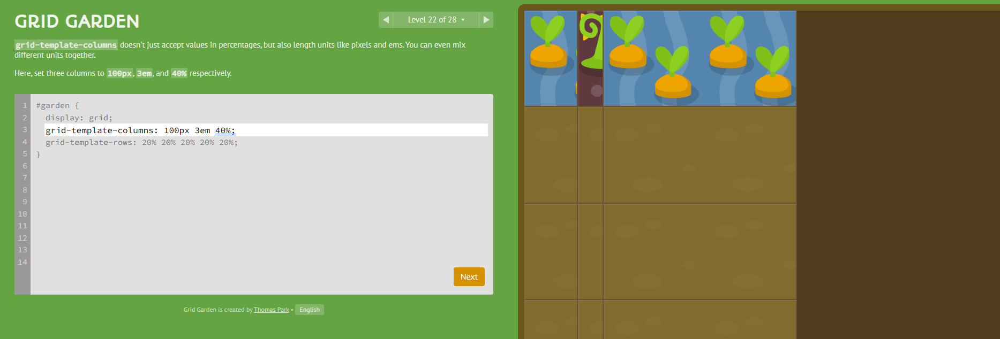 GRID GARDEN
◀ Level 22 of 28 ▾ ▶
grid-template-columns doesn't just accept values in percentages, but also length units like pixels and ems. You can even mix
different units together.
Here, set three columns to 100px, 3em, and 40% respectively.
1 #garden {
2 display: grid;
3 grid-template-columns: 100px 3em 40%;
4 grid-template-rows: 20% 20% 20% 20% 20%;
5 }
6
7
8
9
10
11
12
13
14
Next
Grid Garden is created by Thomas Park • English